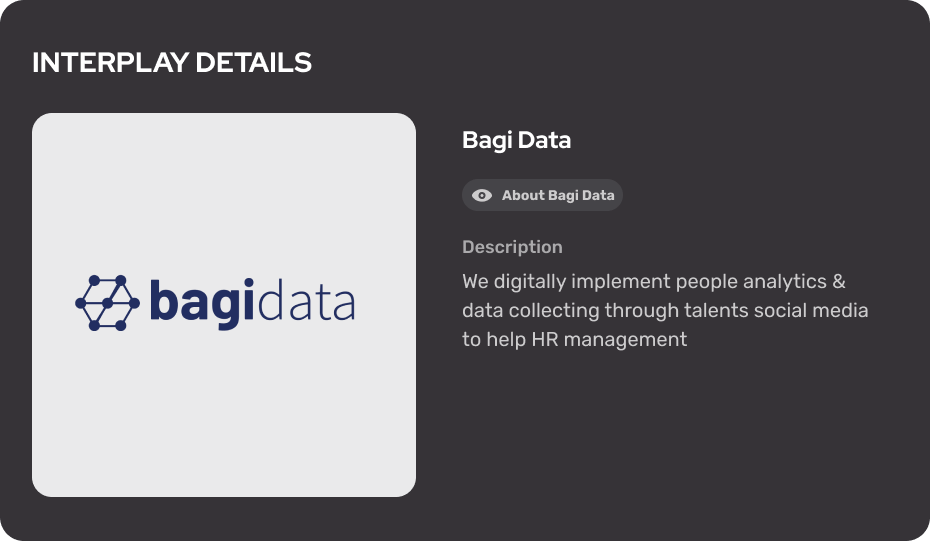 INTERPLAY DETAILS
bagidata
Bagi Data
About Bagi Data
Description
We digitally implement people analytics &
data collecting through talents social media
to help HR management